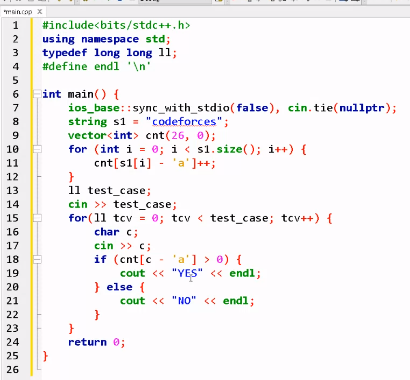 *main.cpp
1 #include<bits/stdc++.h>
2 using namespace std;
3 typedef long long ll;
4 #define endl '\n'
5
6 int main() {
7 ios_base::sync_with_stdio(false), cin.tie(nullptr);
8 string s1 = "codeforces";
9 vector<int> cnt(26, 0);
10 for (int i = 0; i < s1.size(); i++) {
11 cnt[s1[i] - 'a']++;
12 }
13 ll test_case;
14 cin >> test_case;
15 for(ll tcv = 0; tcv < test_case; tcv++) {
16 char c;
17 cin >> c;
18 if (cnt[c - 'a'] > 0) {
19 cout << "YES" << endl;
20 } else {
21 cout << "NO" << endl;
22 }
23 }
24 return 0;
25 }
26